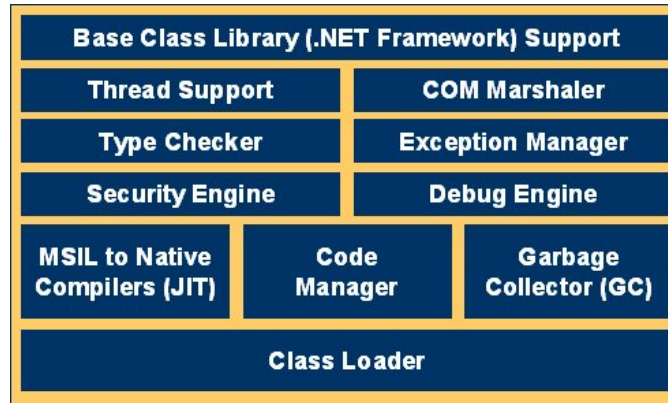 Base Class Library (.NET Framework) Support
Thread Support
COM Marshaler
Type Checker
Exception Manager
Security Engine
Debug Engine
MSIL to Native
Compilers (JIT)
Code
Manager
Garbage
Collector (GC)
Class Loader